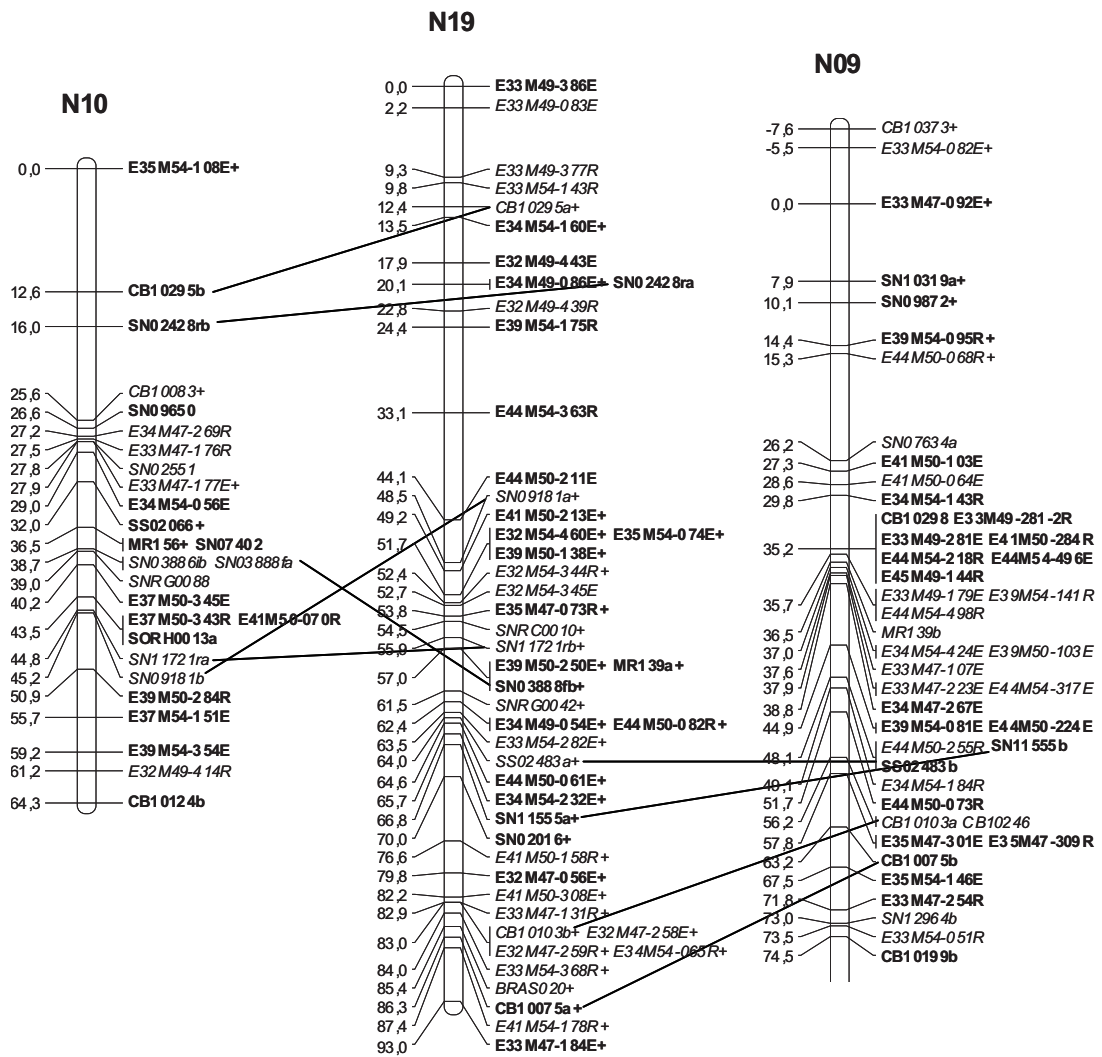 N10
0,0 E35M54-108E+
12,6 CB10295b
16,0 SN02428rb
25,6 CB10083+
26,6 SN09650
27,2 E34M47-269R
27,5 E33M47-176R
27,8 SN02551
27,9 E33M47-177E+
29,0 E34M54-056E
32,0 SS02066+
36,5 MR156+ SN07402
38,7 SN03886ib SN03888fa
39,0 SNRG0088
40,2 E37M50-345E
43,5 E37M50-343R E41M50-070R
SORH0013a
44,8 SN11721ra
45,2 SN09181b
50,9 E39M50-284R
55,7 E37M54-151E
59,2 E39M54-354E
61,2 E32M49-414R
64,3 CB10124b
N19
0,0 E33M49-386E
2,2 E33M49-083E
9,3 E33M49-377R
9,8 E33M54-143R
12,4 CB10295a+
13,5 E34M54-160E+
17,9 E32M49-443E
20,1 E34M49-086E+ SN02428ra
22,8 E32M49-439R
24,4 E39M54-175R
33,1 E44M54-363R
44,1 E44M50-211E
48,5 SN09181a+
49,2 E41M50-213E+
51,7 E32M54-460E+ E35M54-074E+
E39M50-138E+
52,4 E32M54-344R+
52,7 E32M54-345E
53,8 E35M47-073R+
54,5 SNRC0010+
55,9 SN11721rb+
57,0 E39M50-250E+ MR139a+
SN03888fb+
61,5 SNRG0042+
62,4 E34M49-054E+ E44M50-082R+
63,5 E33M54-282E+
64,0 SS02483a+
64,6 E44M50-061E+
65,7 E34M54-232E+
66,8 SN11555a+
70,0 SN02016+
76,6 E41M50-158R+
79,8 E32M47-056E+
82,2 E41M50-308E+
82,9 E33M47-131R+
83,0 CB10103b+ E32M47-258E+
E32M47-259R+ E34M54-065R+
84,0 E33M54-368R+
85,4 BRAS020+
86,3 CB10075a+
87,4 E41M54-178R+
93,0 E33M47-184E+
N09
-7,6 CB10373+
-5,5 E33M54-082E+
0,0 E33M47-092E+
7,9 SN10319a+
10,1 SN09872+
14,4 E39M54-095R+
15,3 E44M50-068R+
26,2 SN07634a
27,3 E41M50-103E
28,6 E41M50-064E
29,8 E34M54-143R
CB10298 E33M49-281-2R
E33M49-281E E41M50-284R
35,2 E44M54-218R E44M54-496E
E45M49-144R
35,7 E33M49-179E E39M54-141R
E44M54-498R
36,5 MR139b
37,0 E34M54-424E E39M50-103E
37,6 E33M47-107E
37,9 E33M47-223E E44M54-317E
38,8 E34M47-267E
44,9 E39M54-081E E44M50-224E
48,1 E44M50-255R SN11555b
SS02483b
49,1 E34M54-184R
51,7 E44M50-073R
56,2 CB10103a CB10246
57,8 E35M47-301E E35M47-309R
63,2 CB10075b
67,5 E35M54-146E
71,8 E33M47-254R
73,0 SN12964b
73,5 E33M54-051R
74,5 CB10199b